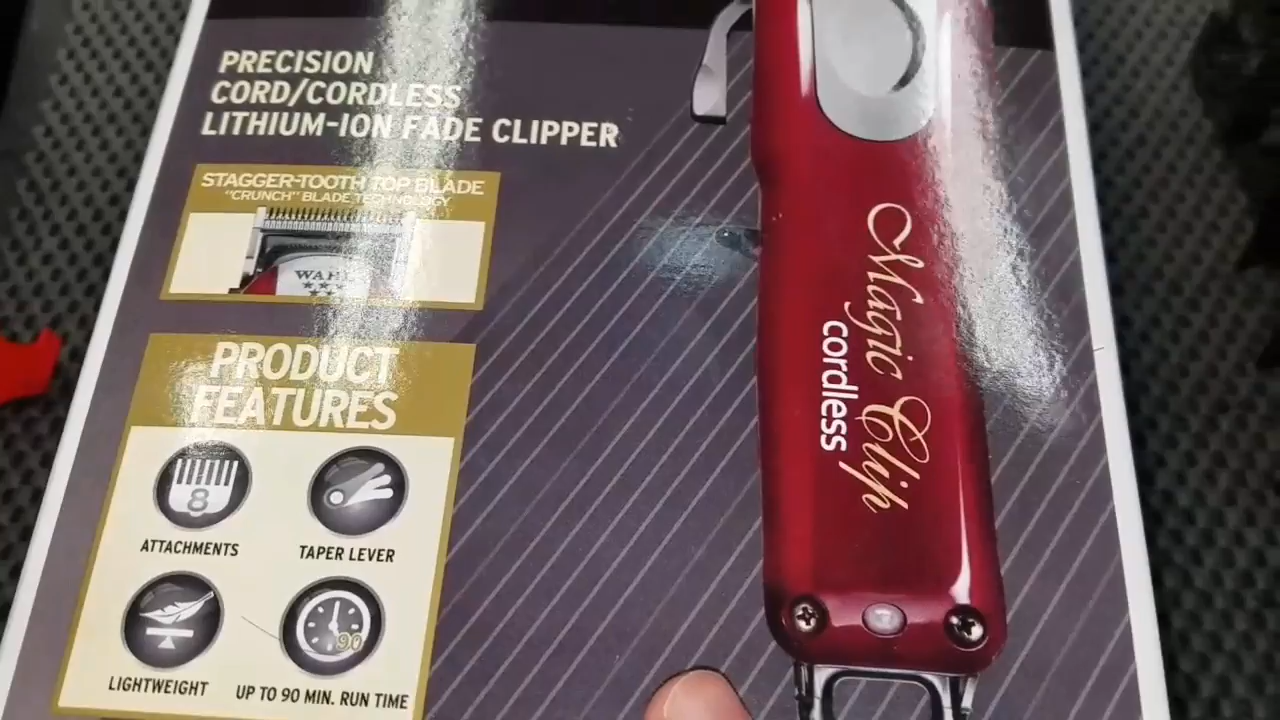 PRECISION
CORD/CORDLESS
LITHIUM-ION FADE CLIPPER
STAGGER-TOOTH TOP BLADE
"CRUNCH" BLADE TECHNOLOGY
WAHL
PRODUCT
FEATURES
8
ATTACHMENTS
TAPER LEVER
90
LIGHTWEIGHT
UP TO 90 MIN. RUN TIME
Magic Clip
cordless